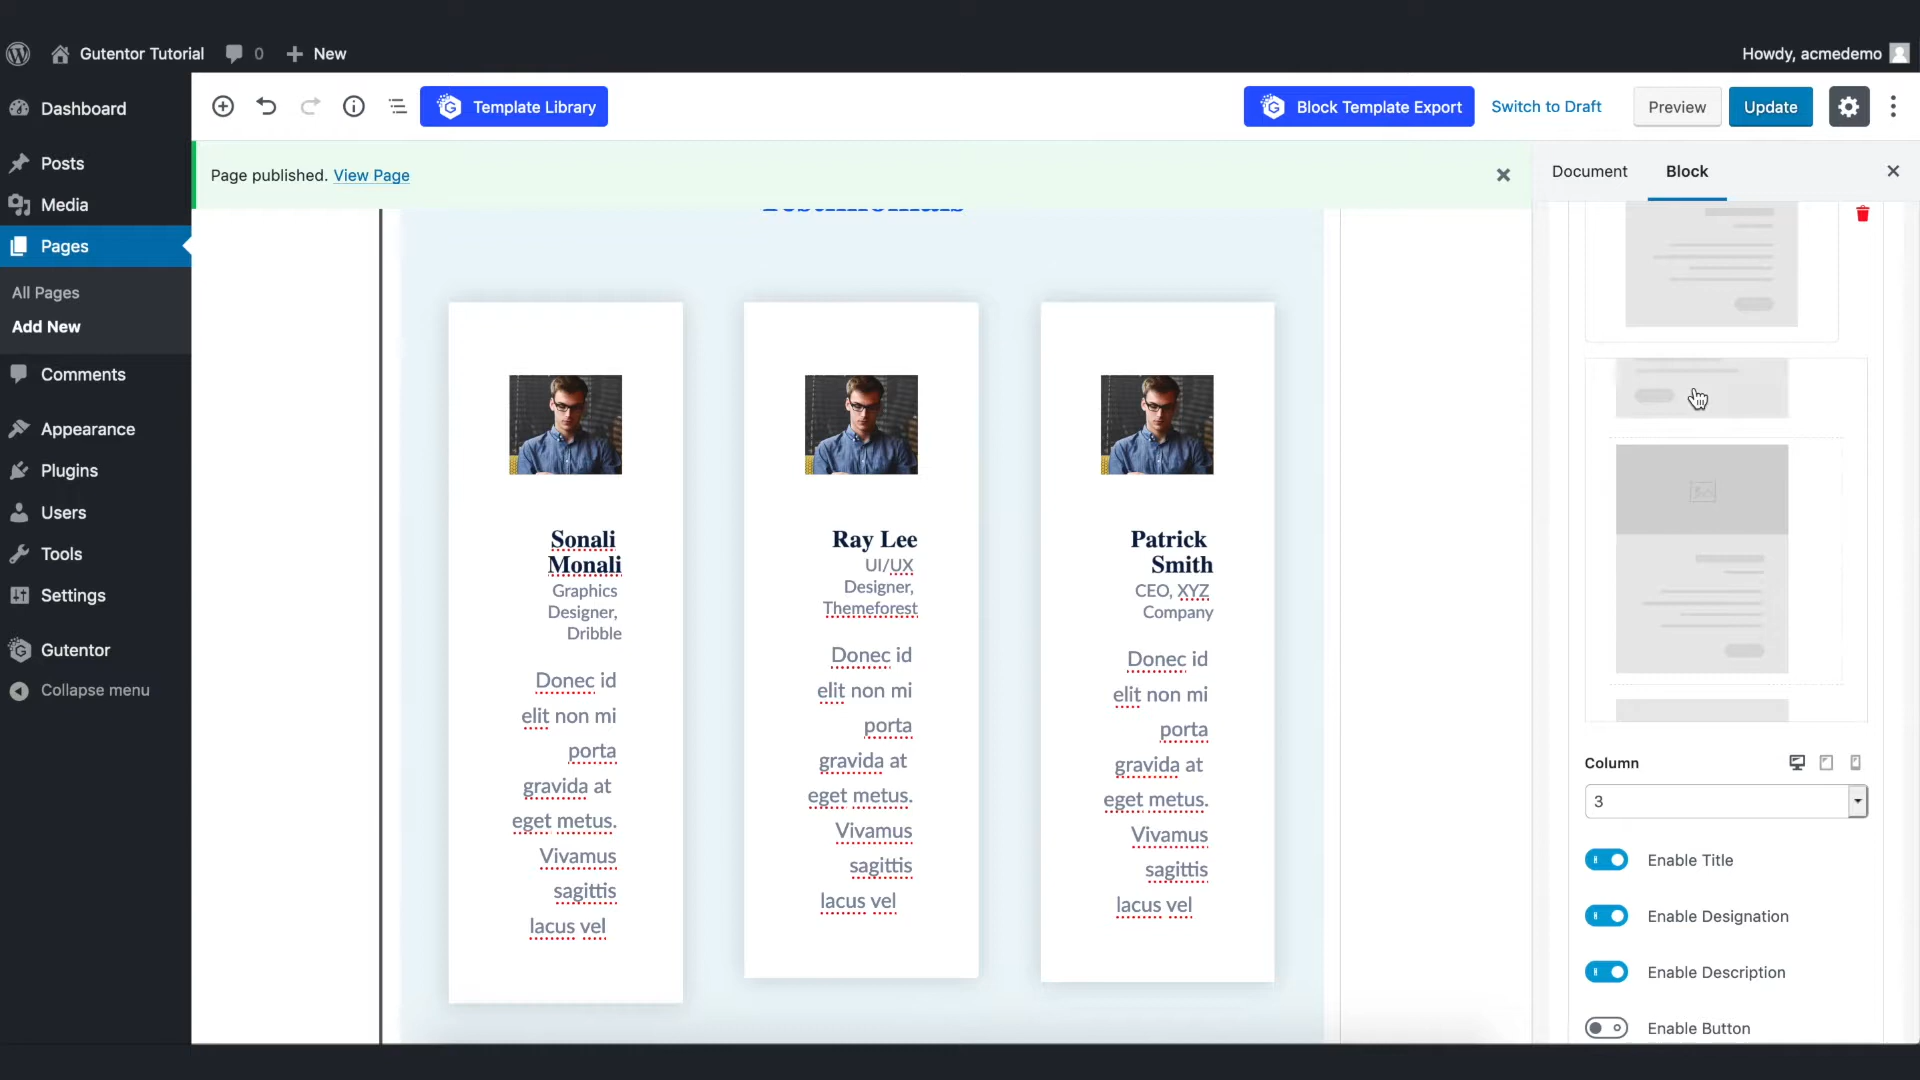 Gutentor Tutorial
0
New
Howdy, acmedemo
Dashboard
Posts
Media
Pages
All Pages
Add New
Comments
Appearance
Plugins
Users
Tools
Settings
Gutentor
Collapse menu
Template Library
Block Template Export
Switch to Draft
Preview
Update
Page published. View Page
Testimonials
Sonali
Monali
Graphics
Designer,
Dribble
Donec id
elit non mi
porta
gravida at
eget metus.
Vivamus
sagittis
lacus vel
Ray Lee
UI/UX
Designer,
Themeforest
Donec id
elit non mi
porta
gravida at
eget metus.
Vivamus
sagittis
lacus vel
Patrick
Smith
CEO, XYZ
Company
Donec id
elit non mi
porta
gravida at
eget metus.
Vivamus
sagittis
lacus vel
Document
Block
Column
3
Enable Title
Enable Designation
Enable Description
Enable Button